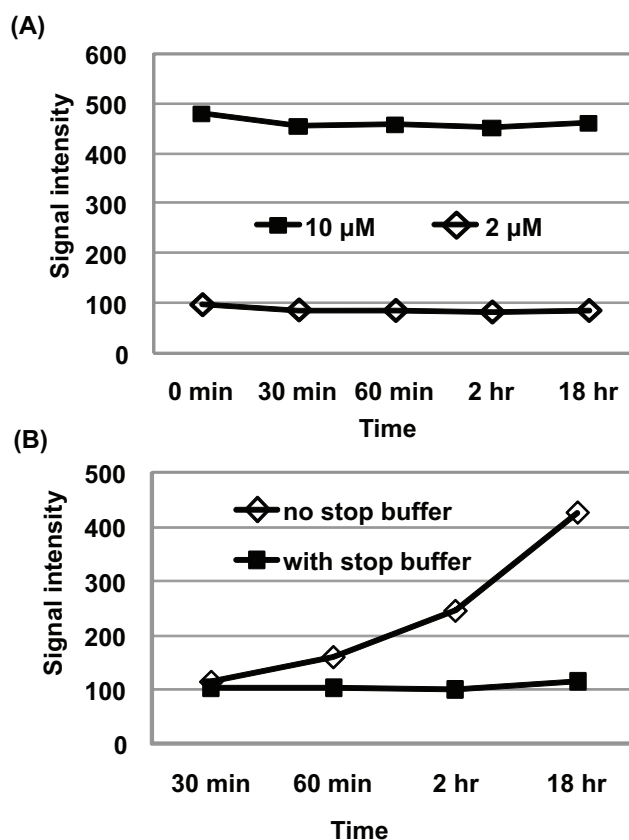 (A)
600
500
400
300
200
100
0
Signal intensity
10 µM
2 µM
0 min 30 min 60 min 2 hr 18 hr
Time
(B)
500
400
300
200
100
0
Signal intensity
no stop buffer
with stop buffer
30 min 60 min 2 hr 18 hr
Time